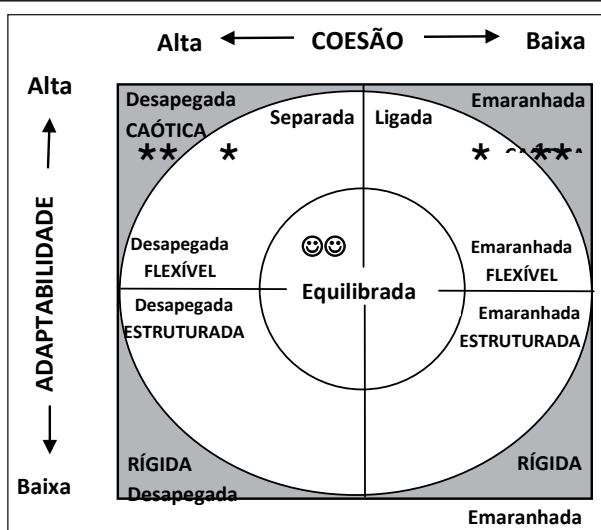 Alta COESÃO Baixa
Alta
ADAPTABILIDADE
Baixa
Desapegada
CAÓTICA
** *
Separada
Ligada
Emaranhada
* **
Desapegada
FLEXÍVEL
Emaranhada
FLEXÍVEL
Equilibrada
Desapegada
ESTRUTURADA
Emaranhada
ESTRUTURADA
RÍGIDA
Desapegada
RÍGIDA
Emaranhada